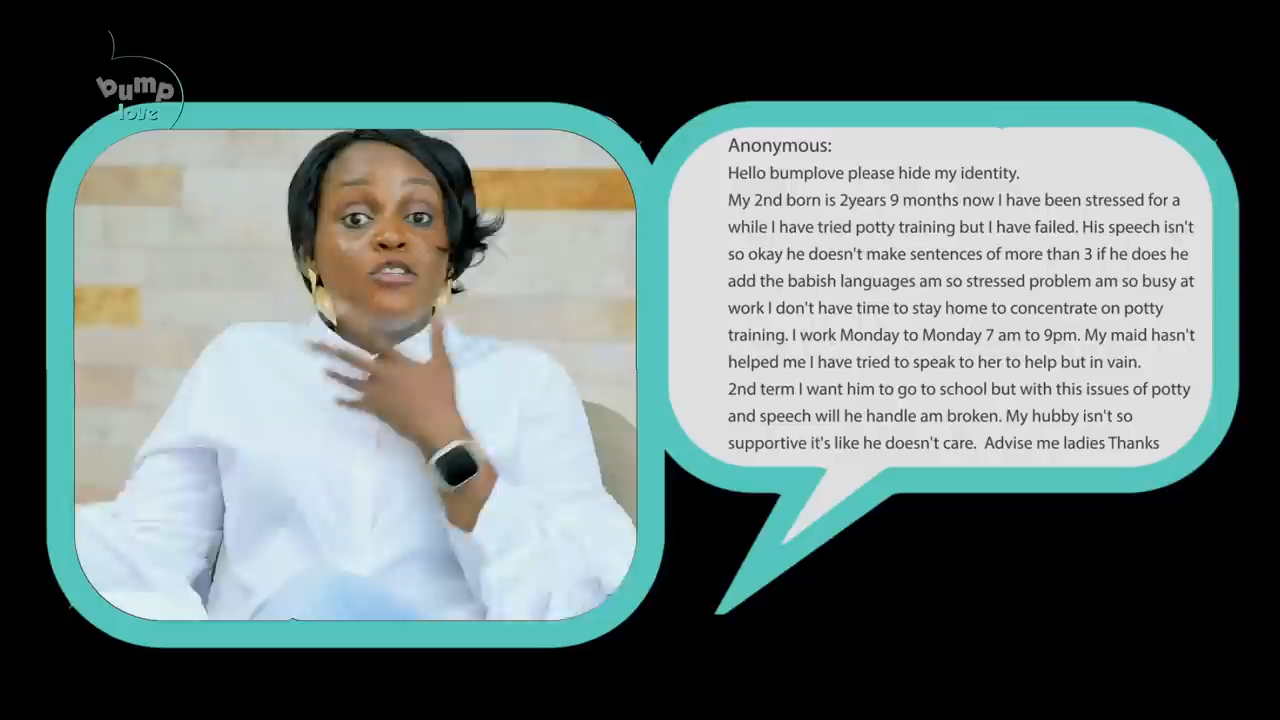 bump
love
Anonymous:
Hello bumplove please hide my identity.
My 2nd born is 2years 9 months now I have been stressed for a
while I have tried potty training but I have failed. His speech isn't
so okay he doesn't make sentences of more than 3 if he does he
add the babish languages am so stressed problem am so busy at
work I don't have time to stay home to concentrate on potty
training. I work Monday to Monday 7 am to 9pm. My maid hasn't
helped me I have tried to speak to her to help but in vain.
2nd term I want him to go to school but with this issues of potty
and speech will he handle am broken. My hubby isn't so
supportive it's like he doesn't care.  Advise me ladies Thanks